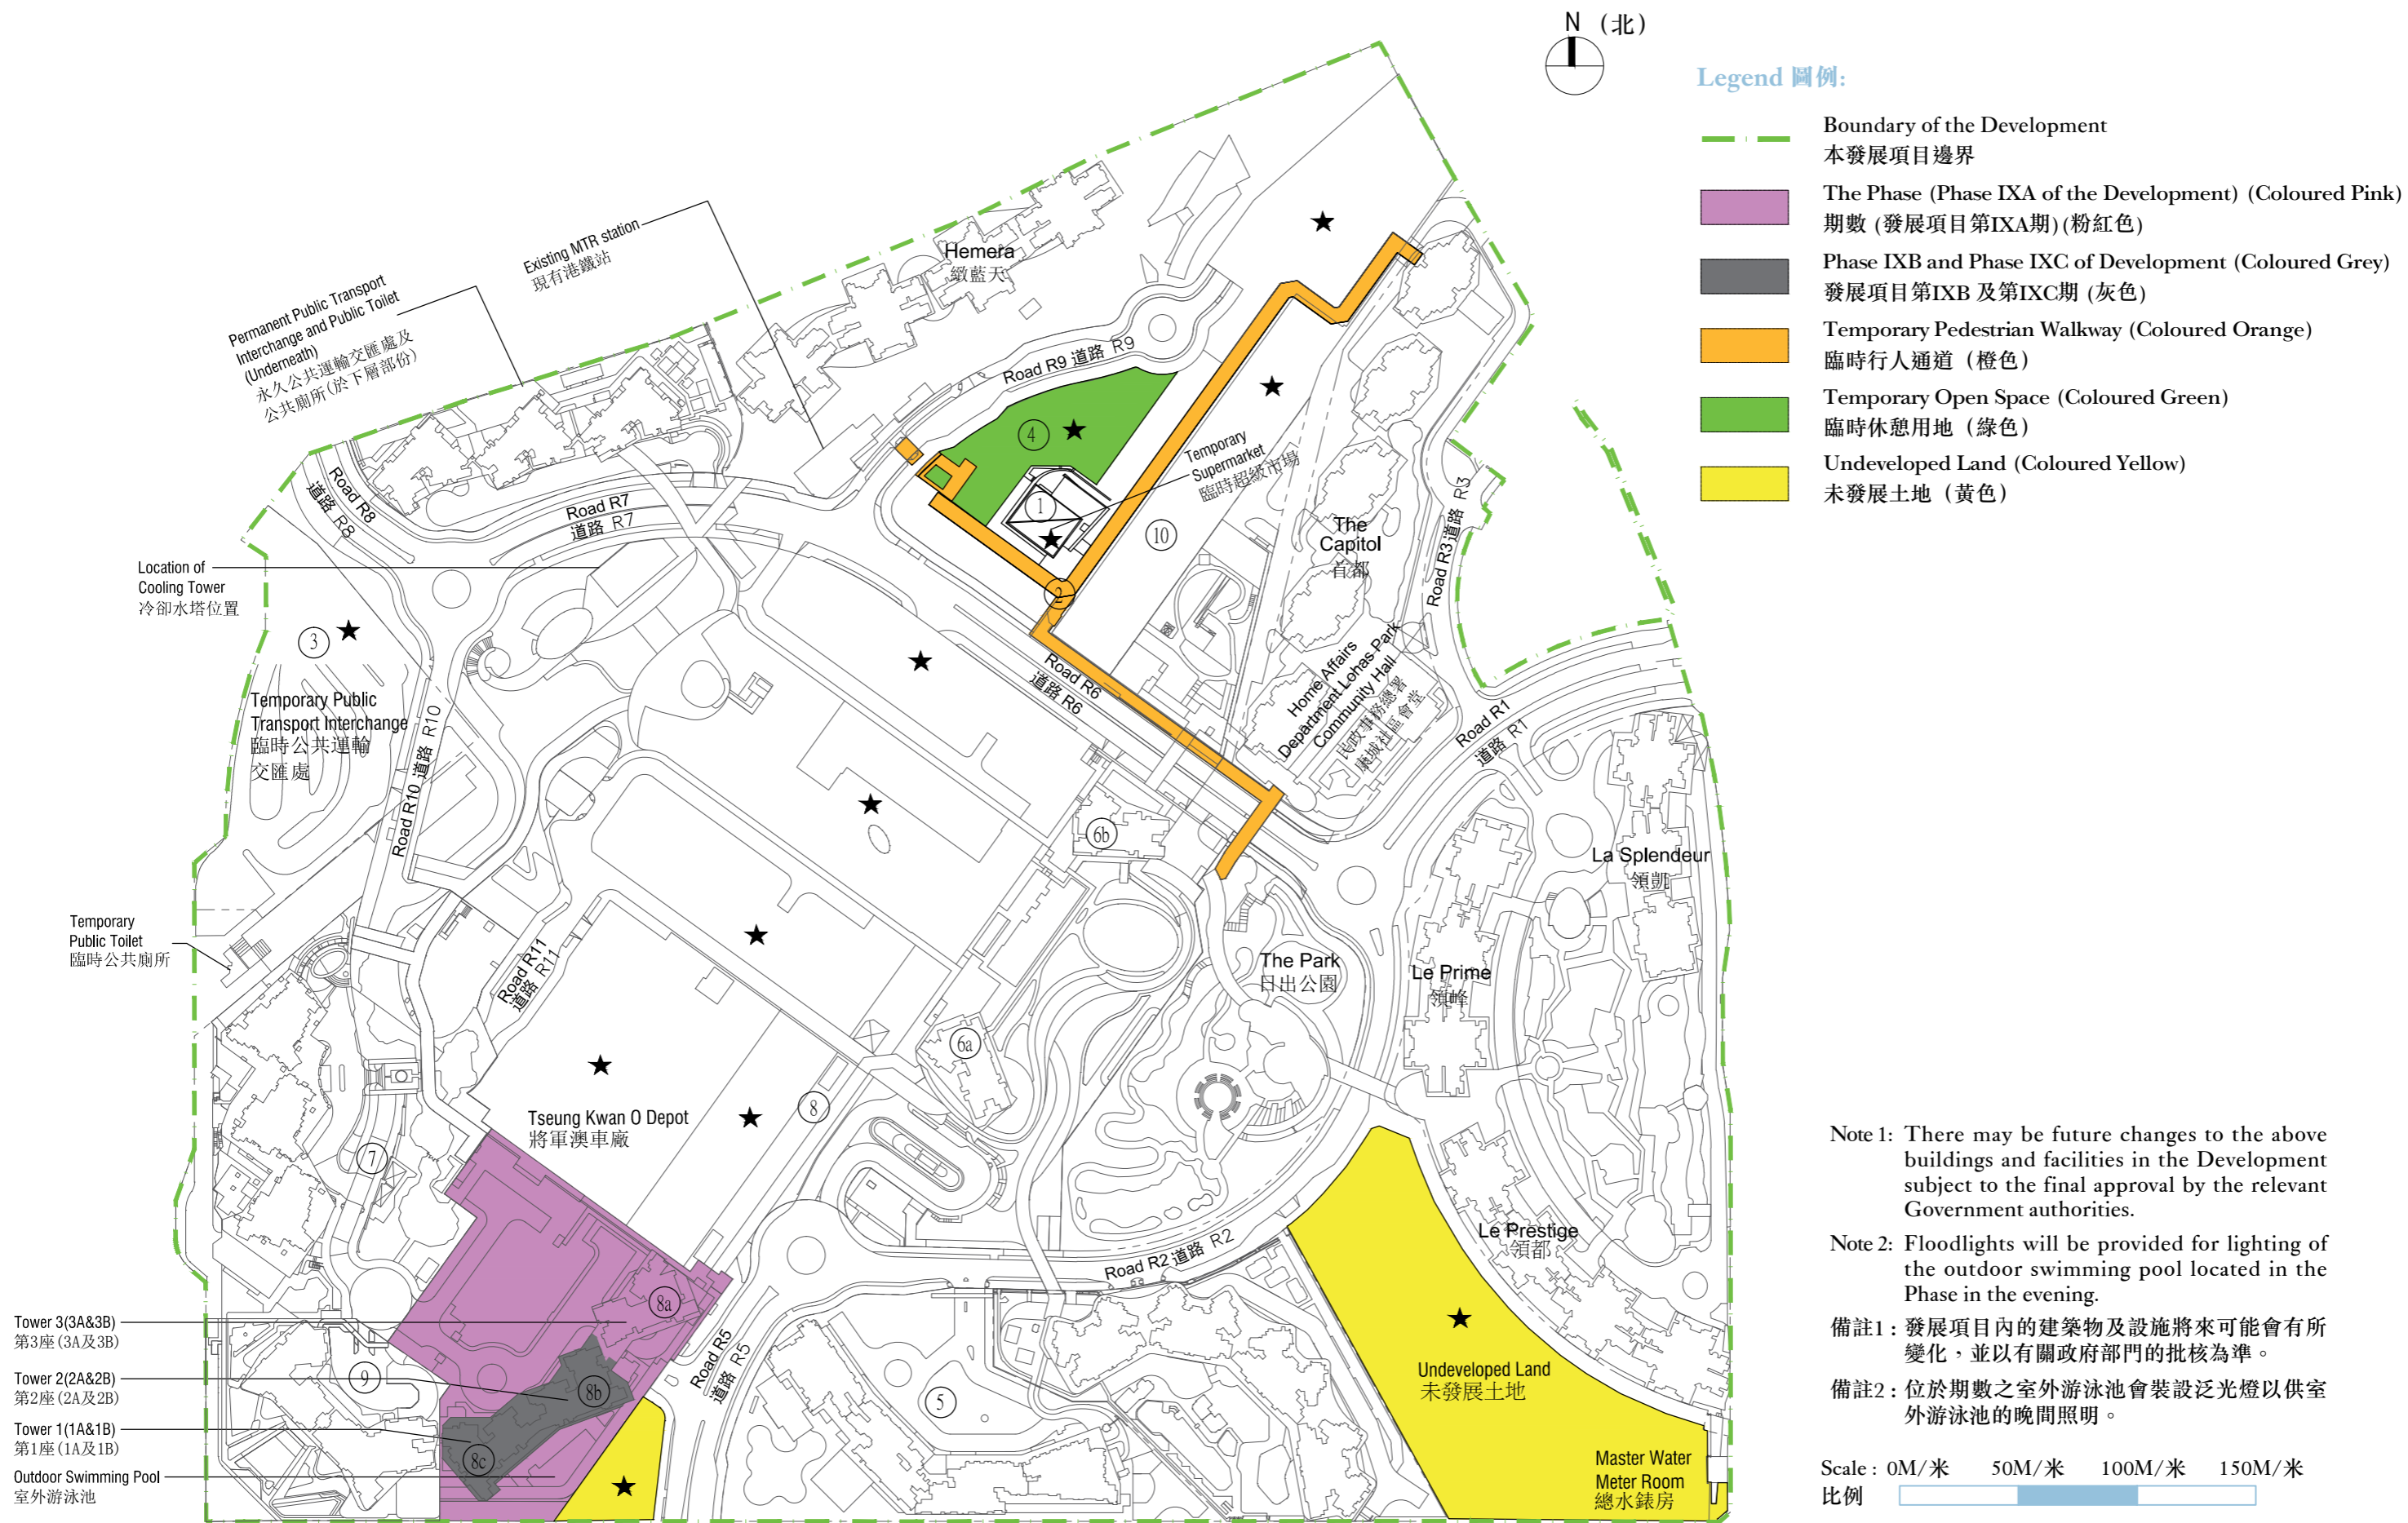 N (北)
Legend 圖例:
Boundary of the Development
本發展項目邊界
The Phase (Phase IXA of the Development) (Coloured Pink)
期數 (發展項目第IXA期)(粉紅色)
Phase IXB and Phase IXC of Development (Coloured Grey)
發展項目第IXB 及第IXC期 (灰色)
Temporary Pedestrian Walkway (Coloured Orange)
臨時行人通道（橙色）
Temporary Open Space (Coloured Green)
臨時休憩用地（綠色）
Undeveloped Land (Coloured Yellow)
未發展土地（黃色）
Permanent Public Transport
Interchange and Public Toilet
(Underneath)
永久公共運輸交匯處及
公共廁所(於下層部份)
Existing MTR station
現有港鐵站
Hemera
緻藍天
Road R9 道路 R9
4
Temporary
Supermarket
臨時超級市場
1
10
2
Road R8
道路 R8
Road R7
道路 R7
Location of
Cooling Tower
冷卻水塔位置
3
Temporary Public
Transport Interchange
臨時公共運輸
交匯處
Road R10 道路 R10
The
Capitol
首都
Road R3 道路 R3
Home Affairs
Department Lohas Park
Community Hall
民政事務總署
康城社區會堂
Road R6
道路 R6
Road R1
道路 R1
6b
La Splendeur
領凱
Temporary
Public Toilet
臨時公共廁所
Road R11
道路 R11
The Park
日出公園
Le Prime
領峰
6a
Tseung Kwan O Depot
將軍澳車廠
8
7
Le Prestige
領都
Road R2 道路 R2
8a
Tower 3(3A&3B)
第3座(3A及3B)
Tower 2(2A&2B)
第2座(2A及2B)
Tower 1(1A&1B)
第1座(1A及1B)
Outdoor Swimming Pool
室外游泳池
9
8b
8c
Road R5
道路 R5
5
Undeveloped Land
未發展土地
Master Water
Meter Room
總水錶房
Note 1: There may be future changes to the above
buildings and facilities in the Development
subject to the final approval by the relevant
Government authorities.
Note 2: Floodlights will be provided for lighting of
the outdoor swimming pool located in the
Phase in the evening.
備註1：發展項目內的建築物及設施將來可能會有所
變化，並以有關政府部門的批核為準。
備註2：位於期數之室外游泳池會裝設泛光燈以供室
外游泳池的晚間照明。
Scale : 0M/米 50M/米 100M/米 150M/米
比例